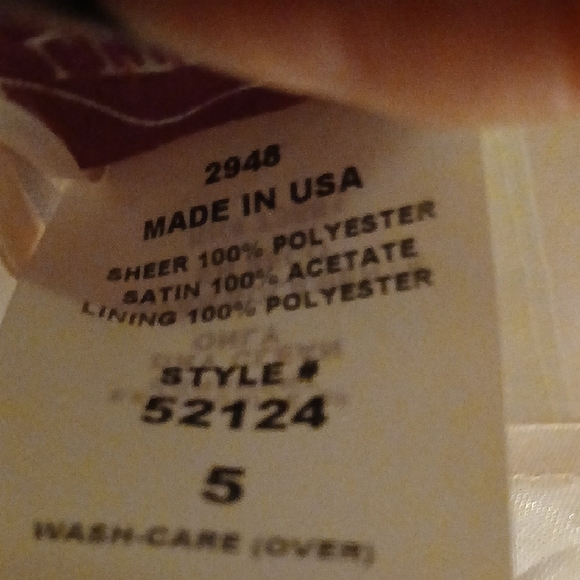 2948
MADE IN USA
SHEER 100% POLYESTER
SATIN 100% ACETATE
LINING 100% POLYESTER
STYLE #
52124
5
WASH-CARE (OVER)